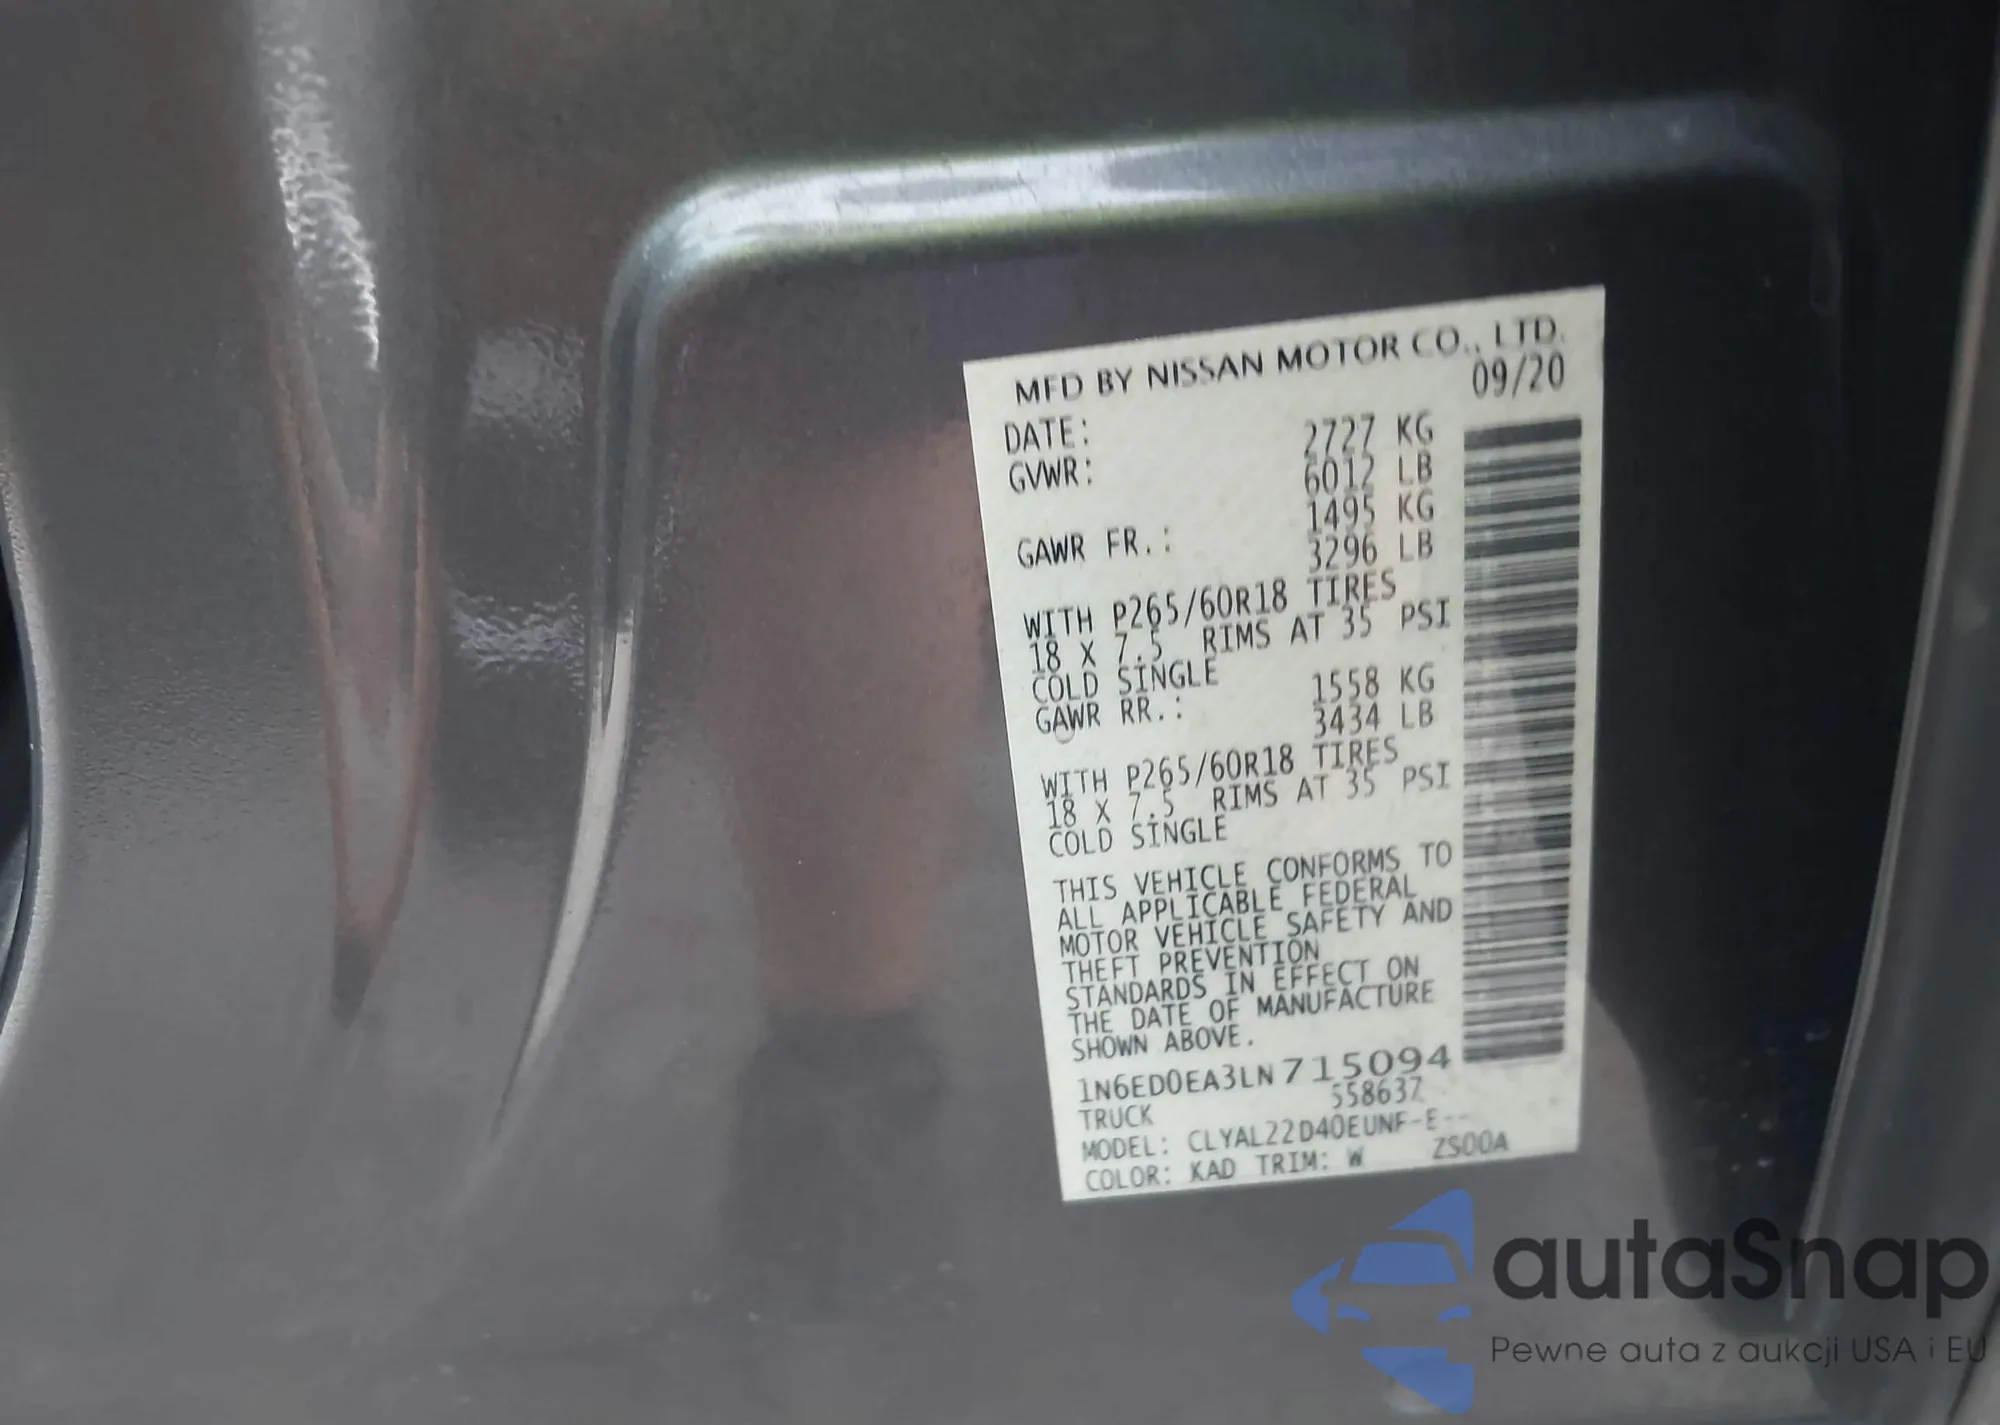 MFD BY NISSAN MOTOR CO., LTD.
09/20
DATE:
2727 KG
GVWR:
6012 LB
1495 KG
GAWR FR.:
3296 LB
WITH P265/60R18 TIRES
18 X 7.5 RIMS AT 35 PSI
COLD SINGLE
1558 KG
GAWR RR.:
3434 LB
WITH P265/60R18 TIRES
18 X 7.5 RIMS AT 35 PSI
COLD SINGLE
THIS VEHICLE CONFORMS TO
ALL APPLICABLE FEDERAL
MOTOR VEHICLE SAFETY AND
THEFT PREVENTION
STANDARDS IN EFFECT ON
THE DATE OF MANUFACTURE
SHOWN ABOVE.
1N6ED0EA3LN715094
TRUCK 558637
MODEL: CLYAL22D40EUNF-E--
COLOR: KAD TRIM: W ZS00A
autaSnap
Pewne auta z aukcji USA i EU